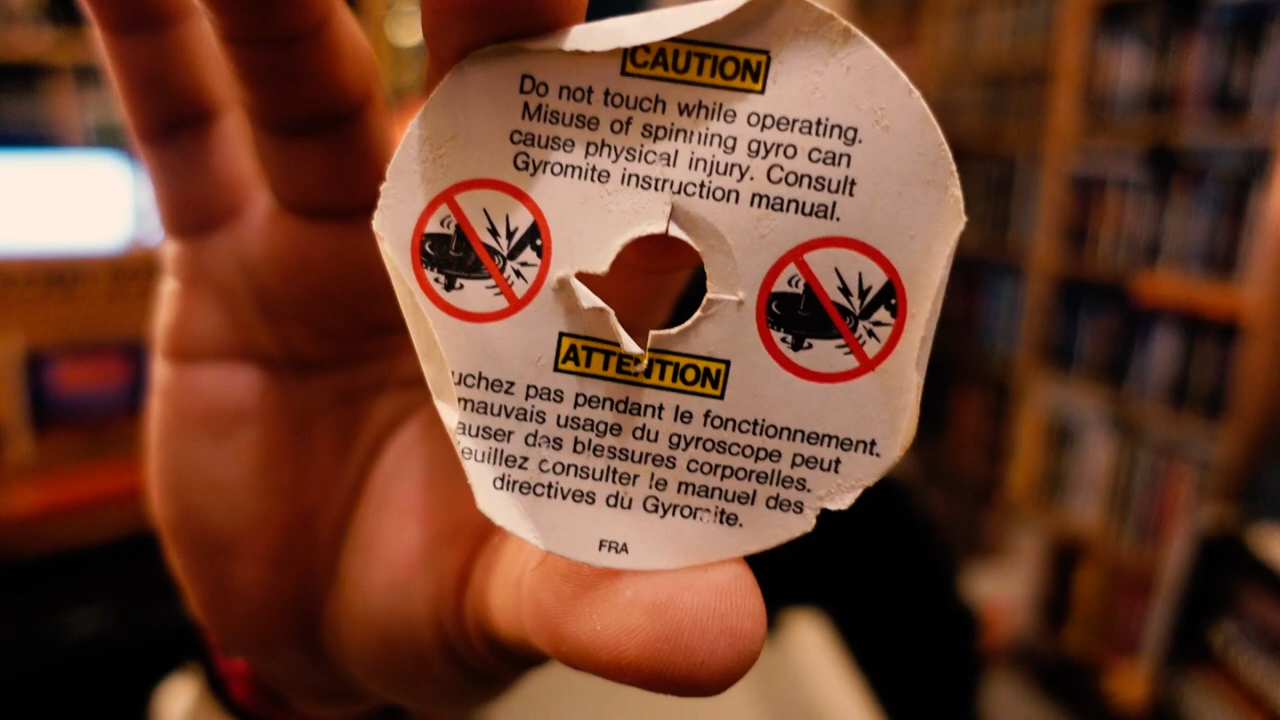 CAUTION
Do not touch while operating.
Misuse of spinning gyro can
cause physical injury. Consult
Gyromite instruction manual.
ATTENTION
uchez pas pendant le fonctionnement.
mauvais usage du gyroscope peut
auser des blessures corporelles.
euillez consulter le manuel des
directives du Gyromite.
FRA